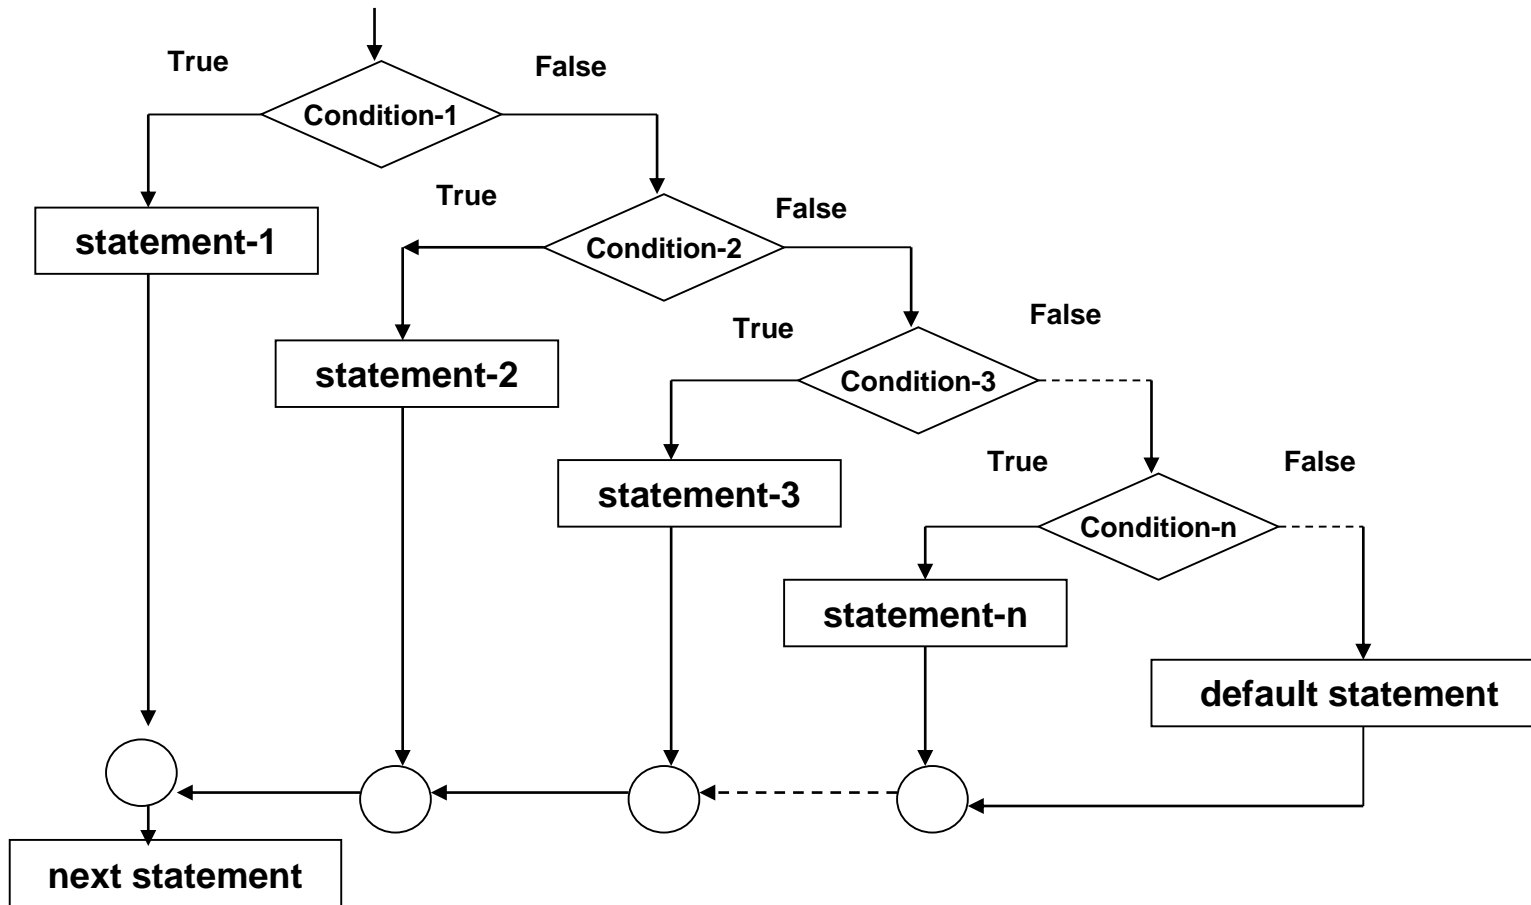 True
False
Condition-1
True
False
statement-1
Condition-2
True
False
statement-2
Condition-3
True
False
statement-3
Condition-n
statement-n
default statement
next statement